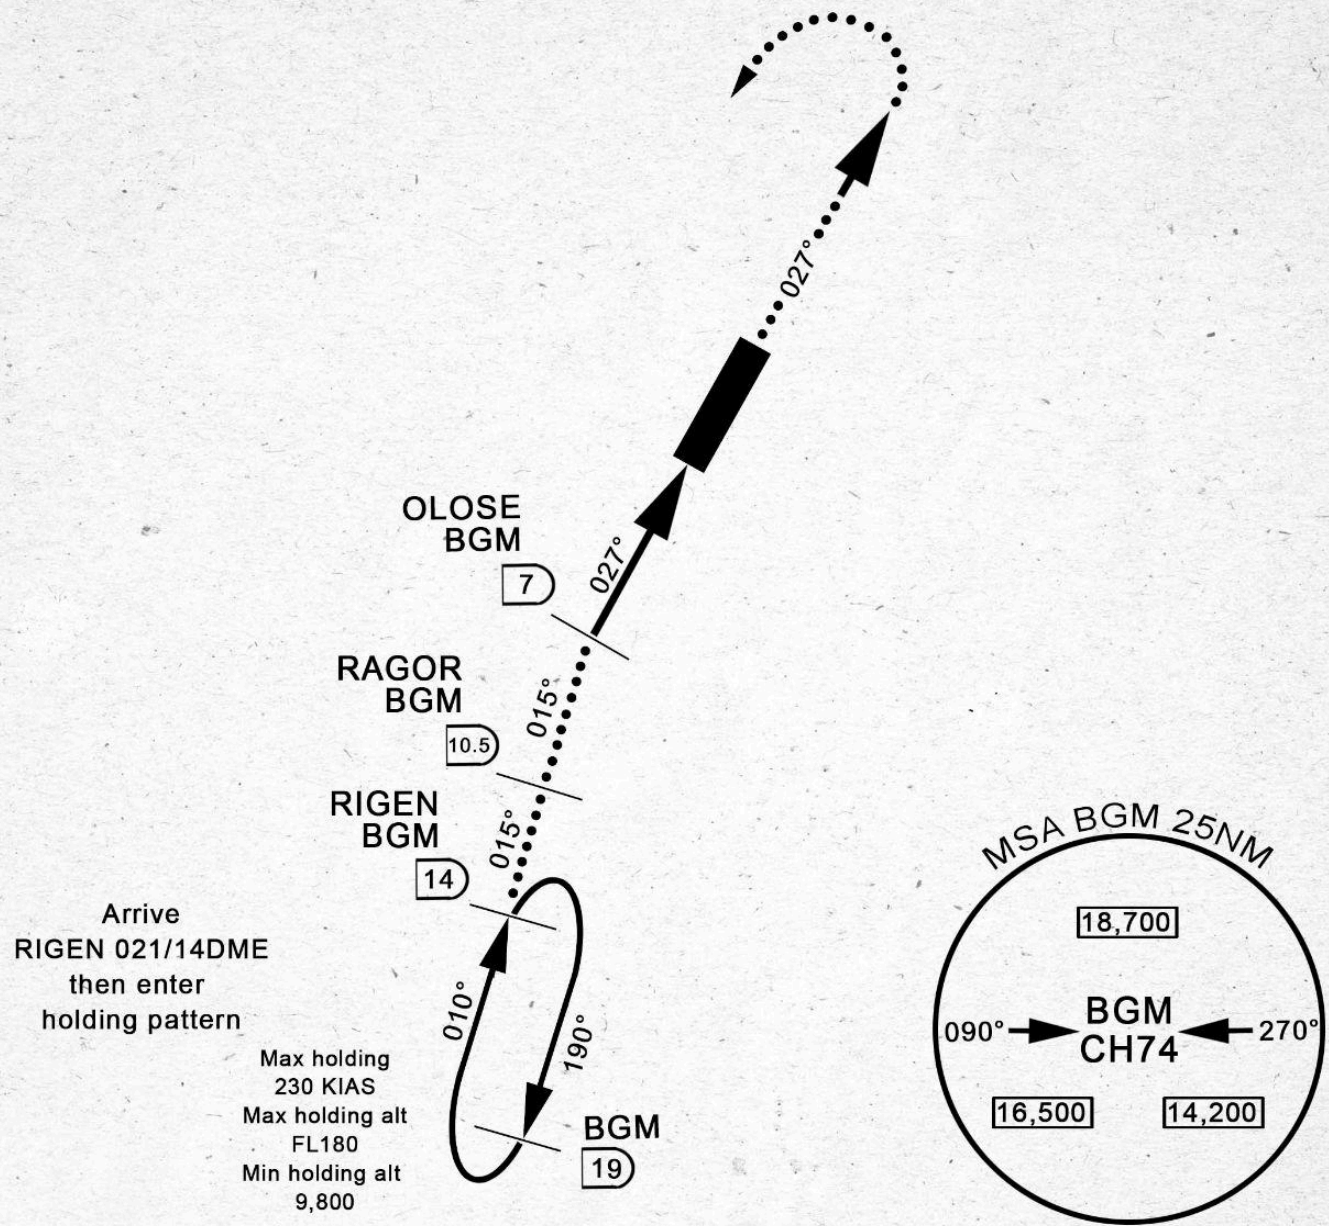 027°
OLOSE
BGM
7
027°
RAGOR
BGM
10.5
015°
RIGEN
BGM
14
015°
Arrive
RIGEN 021/14DME
then enter
holding pattern
010°
190°
Max holding
230 KIAS
Max holding alt
FL180
Min holding alt
9,800
BGM
19
MSA BGM 25NM
18,700
090°
BGM
CH74
270°
16,500
14,200